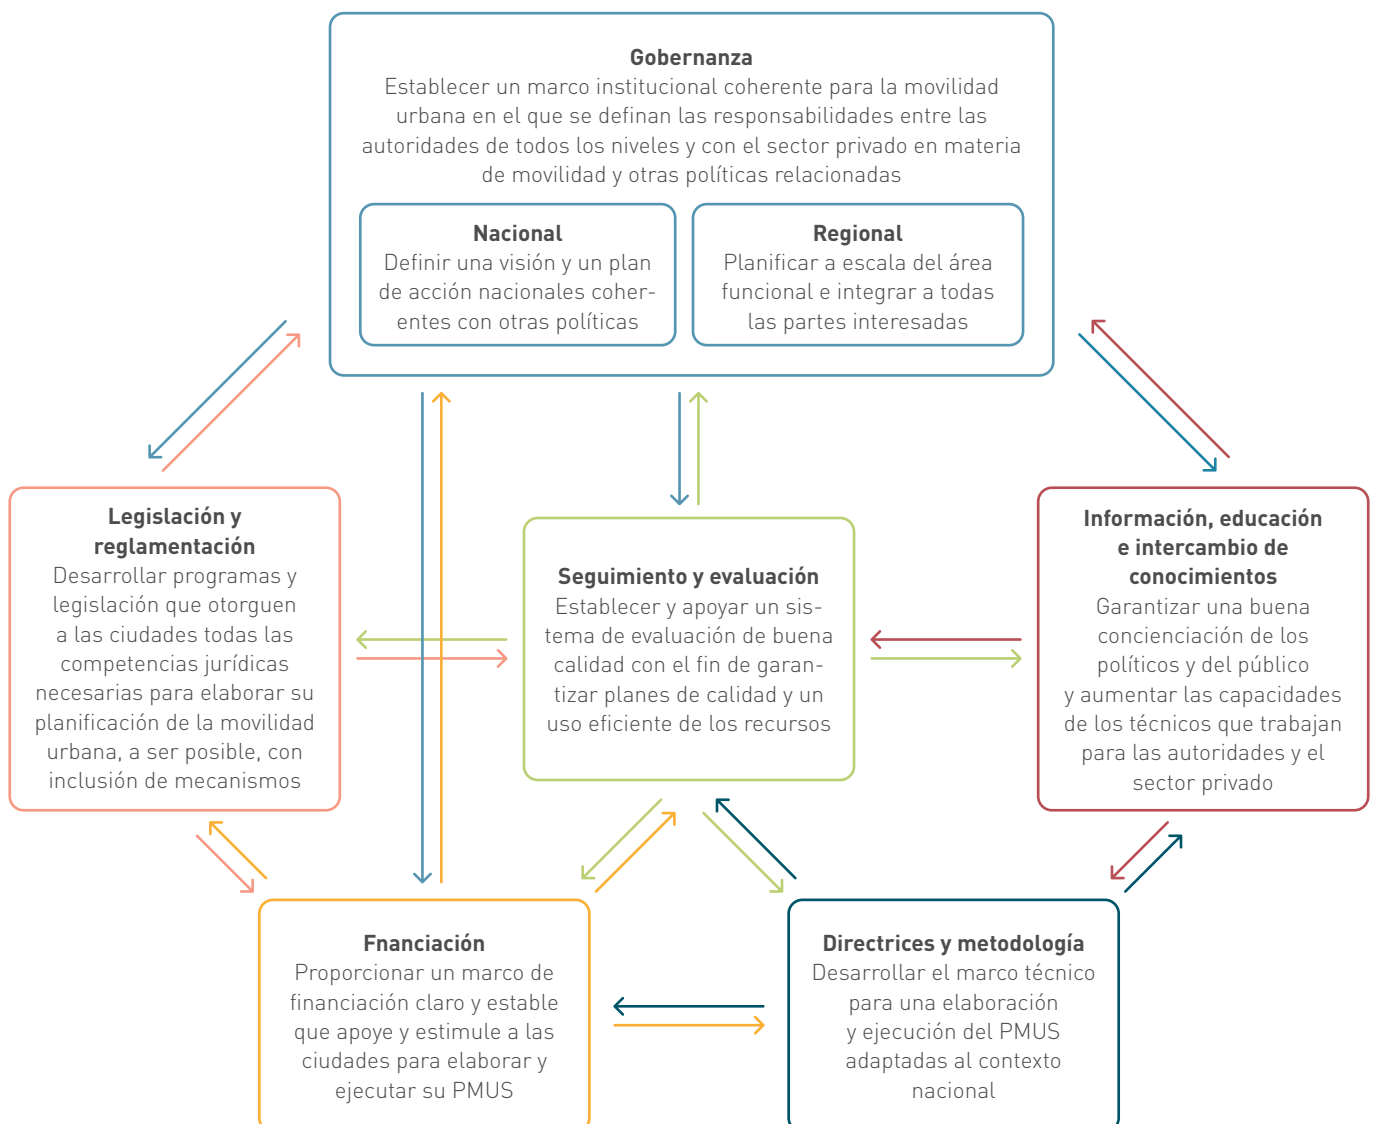 Gobernanza
Establecer un marco institucional coherente para la movilidad
urbana en el que se definan las responsabilidades entre las
autoridades de todos los niveles y con el sector privado en materia
de movilidad y otras políticas relacionadas
Nacional
Definir una visión y un plan
de acción nacionales coher-
entes con otras políticas
Regional
Planificar a escala del área
funcional e integrar a todas
las partes interesadas
Legislación y
reglamentación
Desarrollar programas y
legislación que otorguen
a las ciudades todas las
competencias jurídicas
necesarias para elaborar su
planificación de la movilidad
urbana, a ser posible, con
inclusión de mecanismos
Seguimiento y evaluación
Establecer y apoyar un sis-
tema de evaluación de buena
calidad con el fin de garan-
tizar planes de calidad y un
uso eficiente de los recursos
Información, educación
e intercambio de
conocimientos
Garantizar una buena
concienciación de los
políticos y del público
y aumentar las capacidades
de los técnicos que trabajan
para las autoridades y el
sector privado
Fnanciación
Proporcionar un marco de
financiación claro y estable
que apoye y estimule a las
ciudades para elaborar y
ejecutar su PMUS
Directrices y metodología
Desarrollar el marco técnico
para una elaboración
y ejecución del PMUS
adaptadas al contexto
nacional